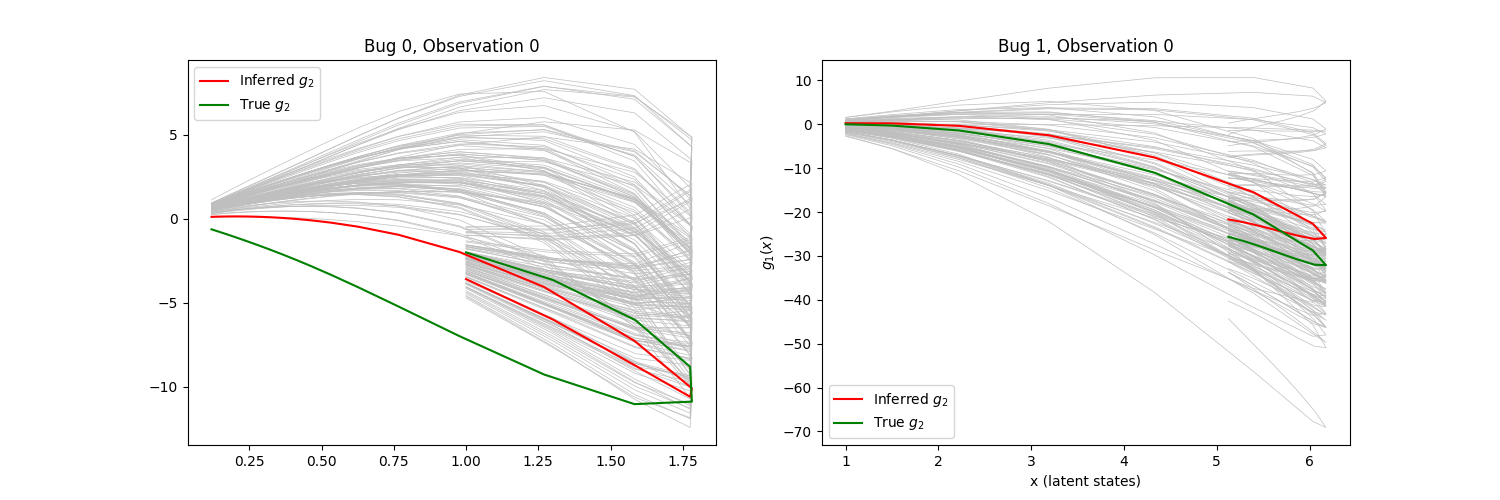 Bug 0, Observation 0
Inferred g₂
True g₂
5
0
−5
−10
0.25 0.50 0.75 1.00 1.25 1.50 1.75
Bug 1, Observation 0
10
0
−10
−20
−30
−40
−50
−60
−70
g₁(x)
Inferred g₂
True g₂
1 2 3 4 5 6
x (latent states)